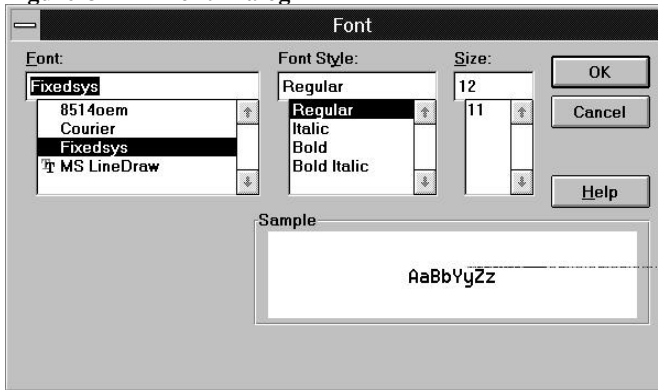 Font
Font:
Font Style:
Size:
Fixedsys
Regular
12
OK
8514oem
Courier
Fixedsys
MS LineDraw
Regular
Italic
Bold
Bold Italic
11
Cancel
Help
Sample
AaBbYyZz